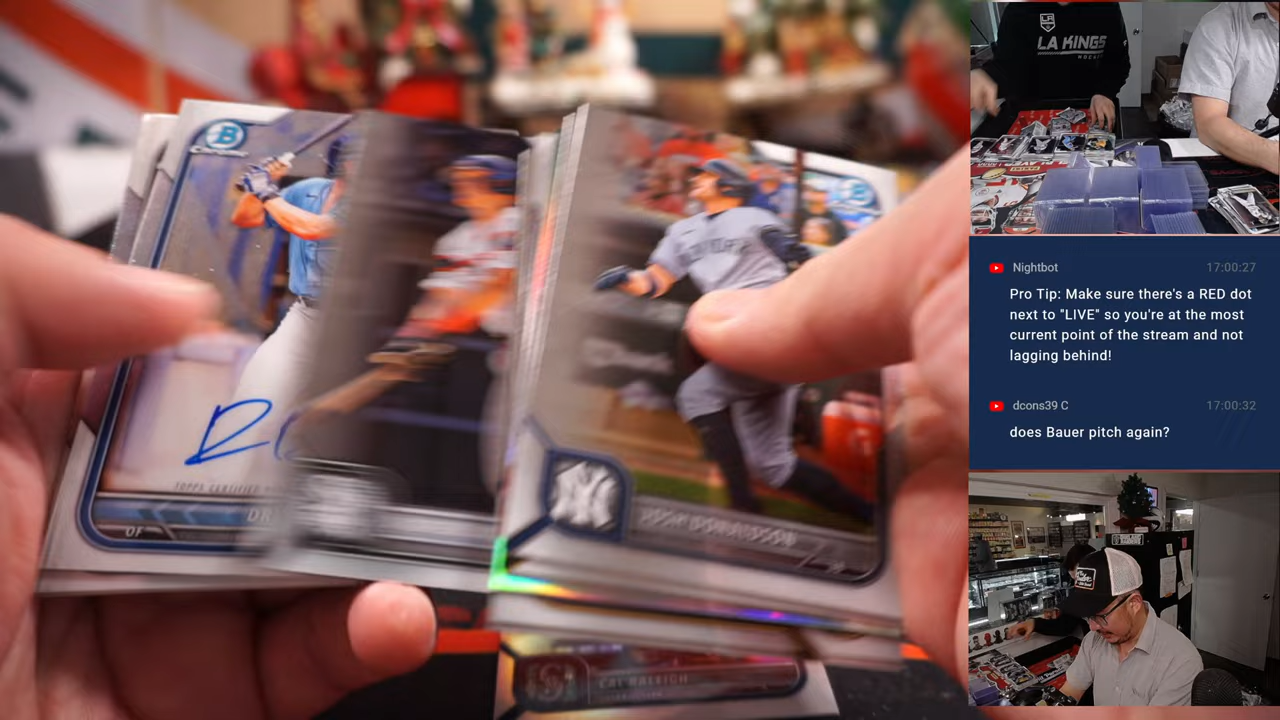 LA KINGS
Nightbot
17:00:27
Pro Tip: Make sure there's a RED dot
next to "LIVE" so you're at the most
current point of the stream and not
lagging behind!
dcons39 C
17:00:32
does Bauer pitch again?
B
OF
DR
CAL RALEIGH